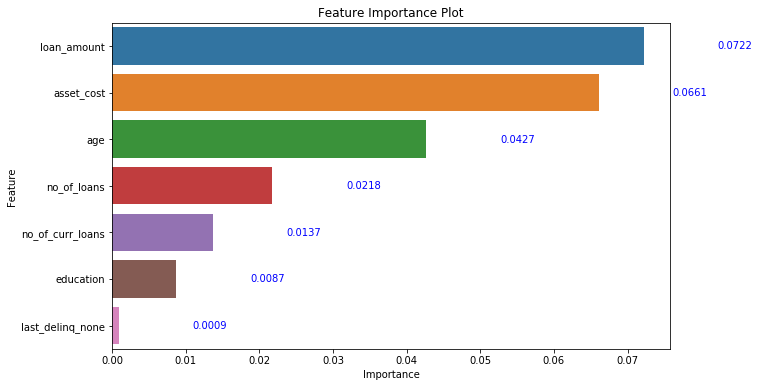 Feature Importance Plot
loan_amount 0.0722
asset_cost 0.0661
age 0.0427
no_of_loans 0.0218
no_of_curr_loans 0.0137
education 0.0087
last_delinq_none 0.0009
Feature
0.00 0.01 0.02 0.03 0.04 0.05 0.06 0.07
Importance